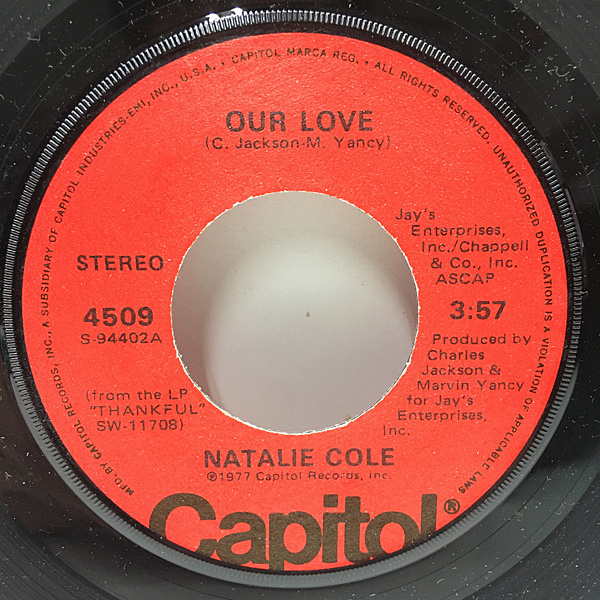 MFD. BY CAPITOL RECORDS, INC., A SUBSIDIARY OF CAPITOL INDUSTRIES-EMI, INC., U.S.A. • CAPITOL MARCA REG. • ALL RIGHTS RESERVED. UNAUTHORIZED DUPLICATION IS A VIOLATION OF APPLICABLE LAWS
OUR LOVE
(C. Jackson-M. Yancy)
STEREO
4509
S-94402A
(from the LP
"THANKFUL"
SW-11708)
Jay's
Enterprises,
Inc./Chappell
& Co., Inc.
ASCAP
3:57
Produced by
Charles
Jackson &
Marvin Yancy
for Jay's
Enterprises,
Inc.
NATALIE COLE
℗1977 Capitol Records, Inc.
Capitol®